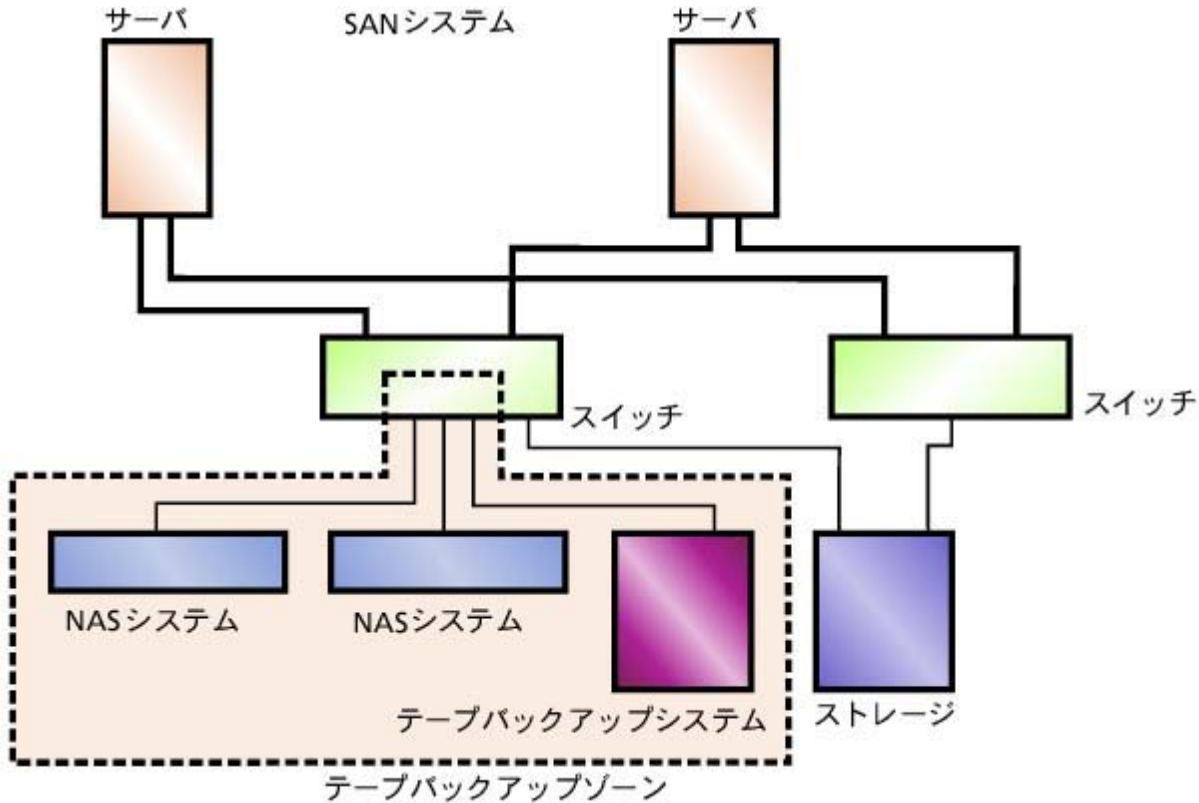 サーバ
SANシステム
サーバ
スイッチ
スイッチ
NASシステム
NASシステム
テープバックアップシステム
ストレージ
テープバックアップゾーン